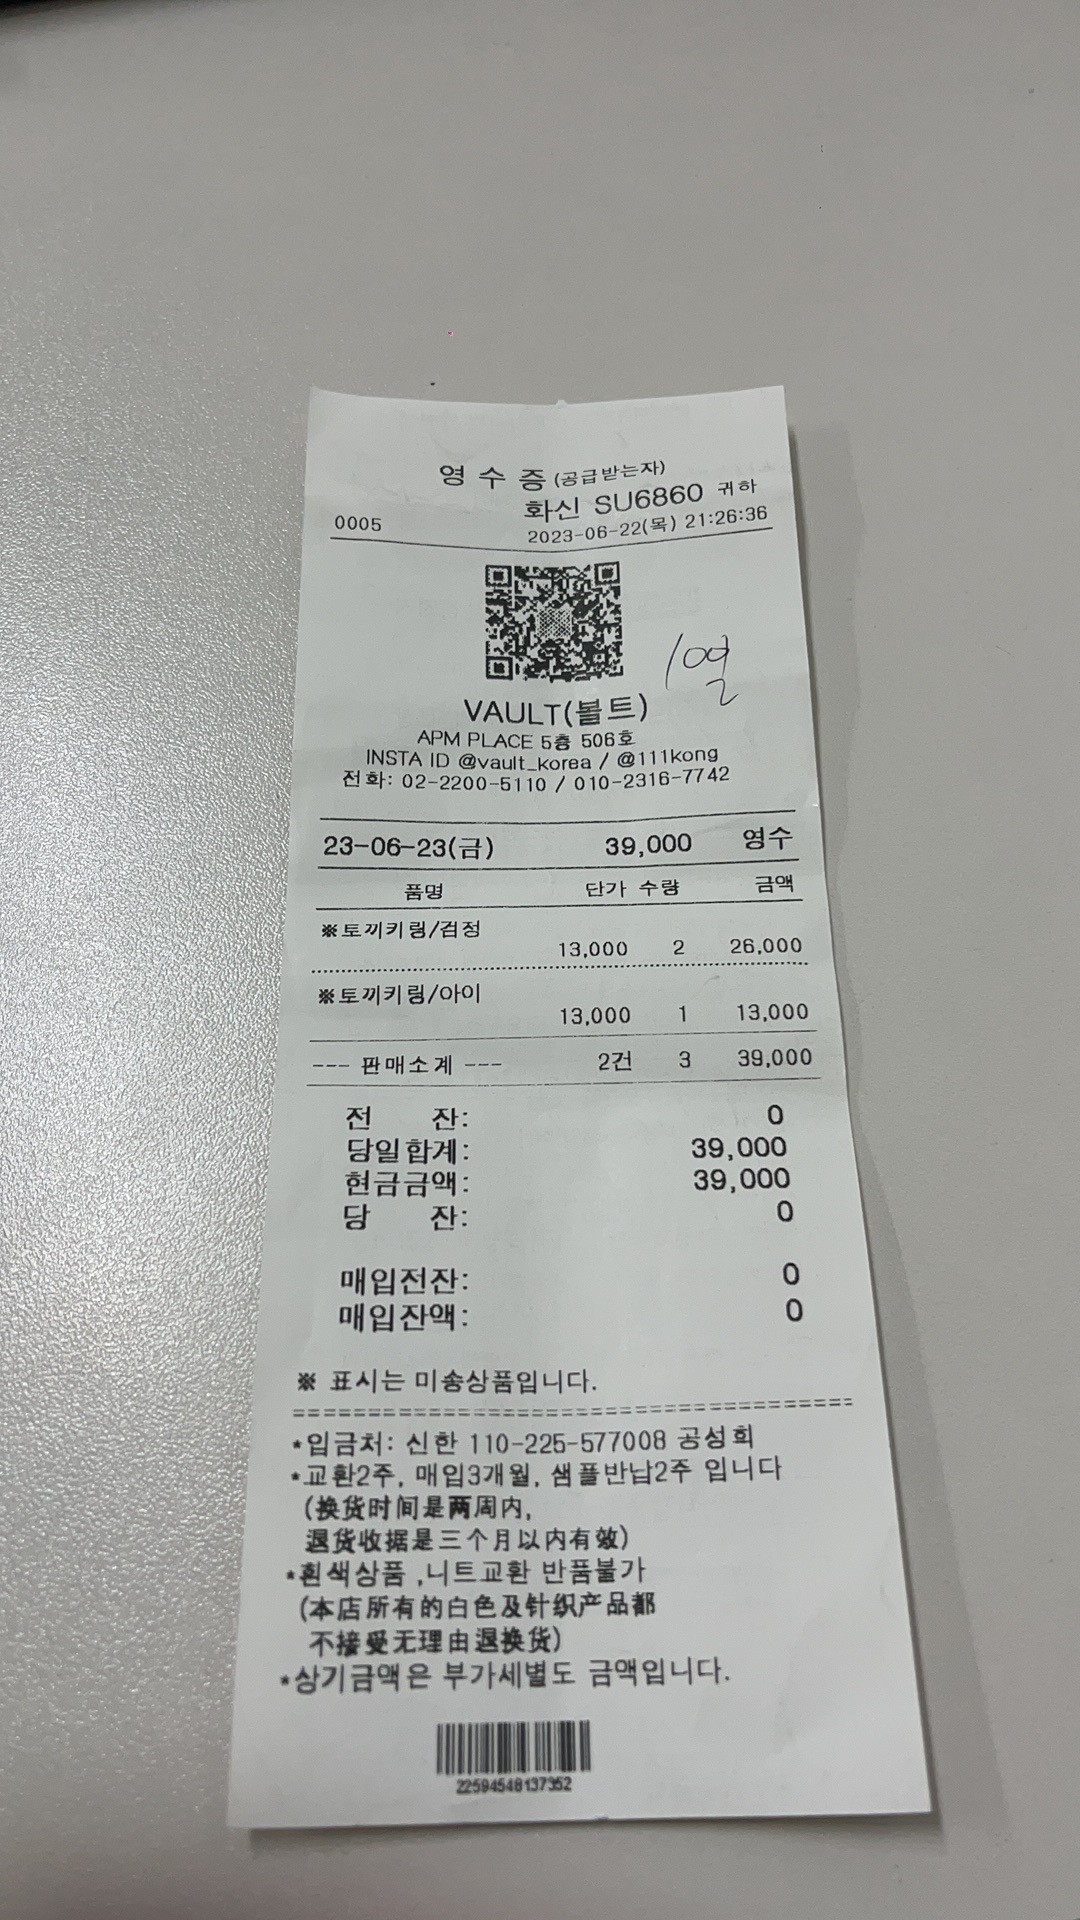 영 수 증 (공급받는자)
화신 SU6860 귀하
0005 2023-06-22(목) 21:26:36
1열
VAULT(볼트)
APM PLACE 5층 506호
INSTA ID @vault_korea / @111kong
전화: 02-2200-5110 / 010-2316-7742
23-06-23(금) 39,000 영수
품명 단가 수량 금액
※토끼키링/검정
13,000 2 26,000
※토끼키링/아이
13,000 1 13,000
--- 판매소계 --- 2건 3 39,000
전 잔: 0
당일합계: 39,000
현금금액: 39,000
당 잔: 0
매입전잔: 0
매입잔액: 0
※ 표시는 미송상품입니다.
*입금처: 신한 110-225-577008 공성희
*교환2주, 매입3개월, 샘플반납2주 입니다
(换货时间是两周内,
退货收据是三个月以内有效)
*흰색상품 ,니트교환 반품불가
(本店所有的白色及针织产品都
不接受无理由退换货)
*상기금액은 부가세별도 금액입니다.
22594548137352